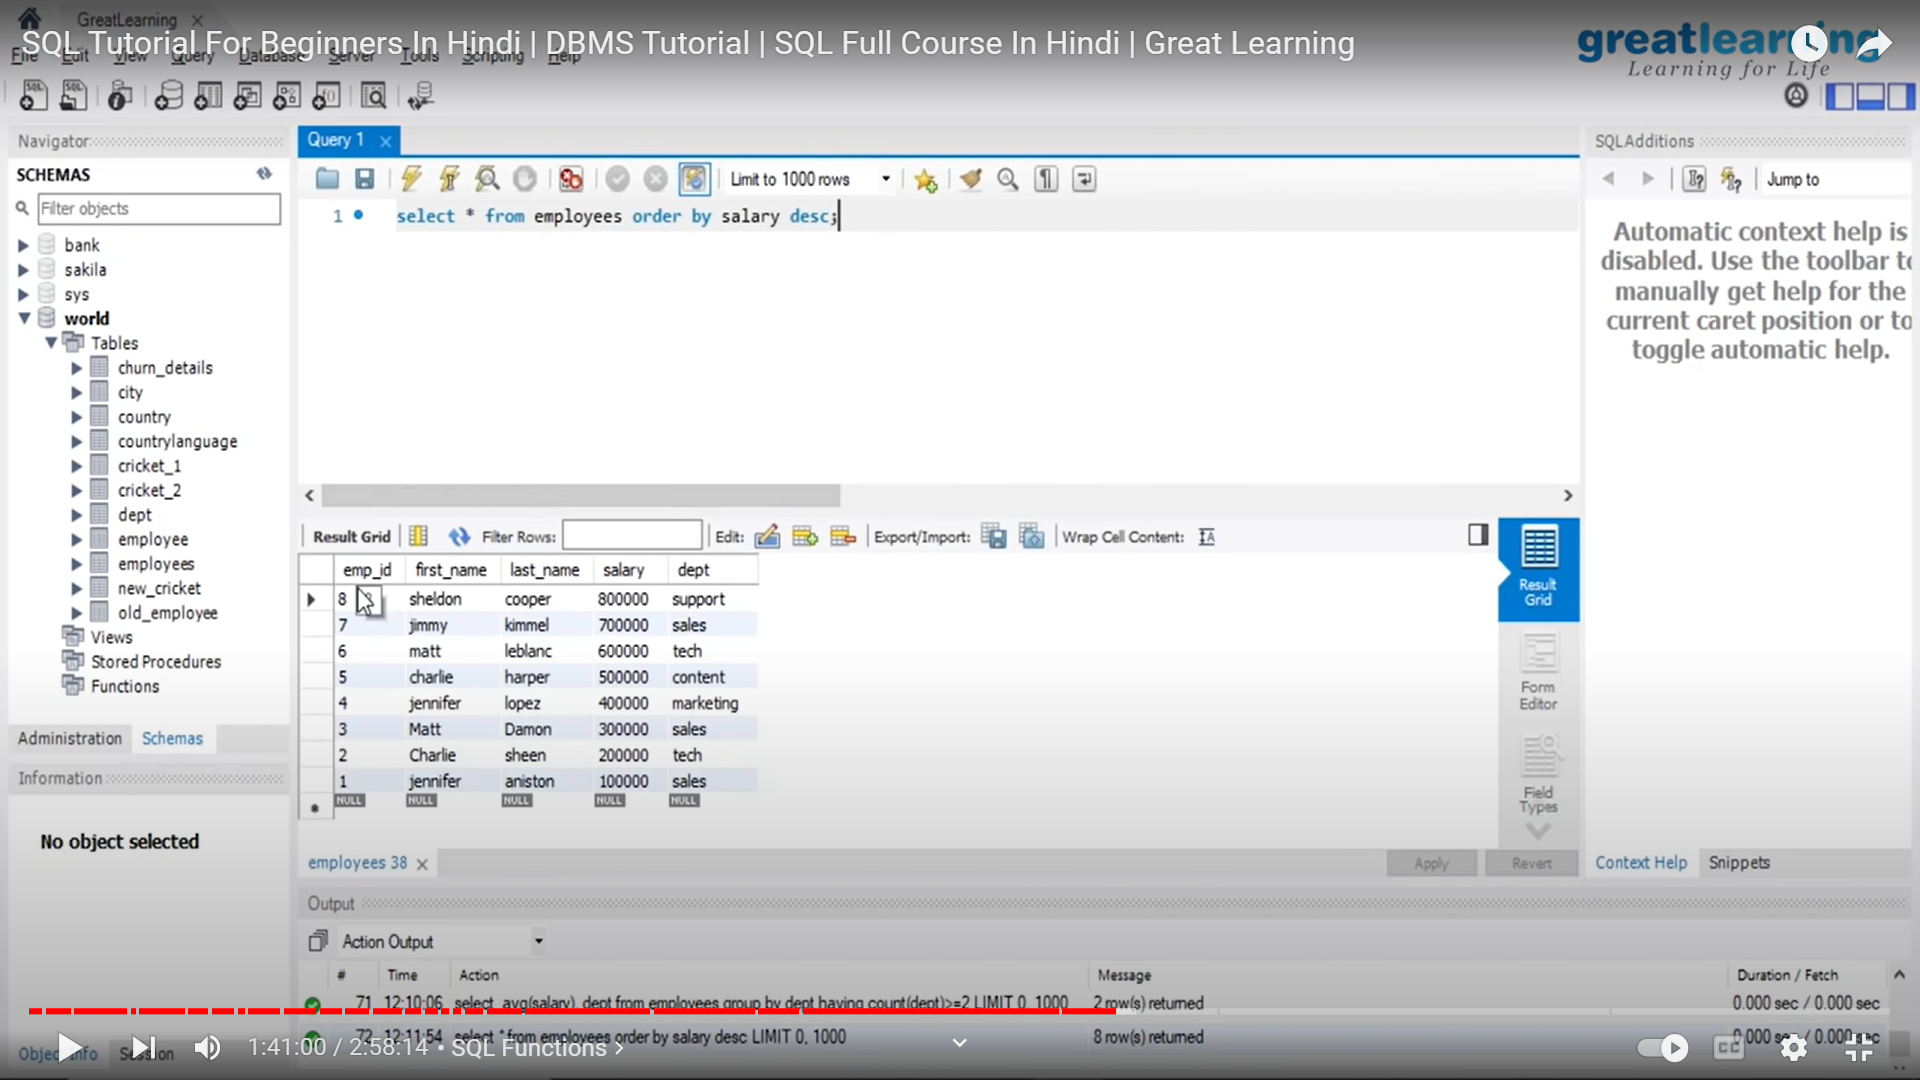 GreatLearning
SQL Tutorial For Beginners In Hindi | DBMS Tutorial | SQL Full Course In Hindi | Great Learning
greatlearning
Learning for Life
File Edit View Query Database Server Tools Scripting Help
Navigator
SCHEMAS
Filter objects
bank
sakila
sys
world
Tables
churn_details
city
country
countrylanguage
cricket_1
cricket_2
dept
employee
employees
new_cricket
old_employee
Views
Stored Procedures
Functions
Administration Schemas
Information
No object selected
Object Info Session
Query 1
Limit to 1000 rows
1 select * from employees order by salary desc;
Result Grid Filter Rows: Edit: Export/Import: Wrap Cell Content:
emp_id first_name last_name salary dept
8 sheldon cooper 800000 support
7 jimmy kimmel 700000 sales
6 matt leblanc 600000 tech
5 charlie harper 500000 content
4 jennifer lopez 400000 marketing
3 Matt Damon 300000 sales
2 Charlie sheen 200000 tech
1 jennifer aniston 100000 sales
NULL NULL NULL NULL NULL
Result Grid
Form Editor
Field Types
employees 38
Apply Revert
Output
Action Output
# Time Action Message Duration / Fetch
71 12:10:06 select avg(salary), dept from employees group by dept having count(dept)>=2 LIMIT 0, 1000 2 row(s) returned 0.000 sec / 0.000 sec
72 12:11:54 select * from employees order by salary desc LIMIT 0, 1000 8 row(s) returned 0.000 sec / 0.000 sec
SQLAdditions
Jump to
Automatic context help is
disabled. Use the toolbar to
manually get help for the
current caret position or to
toggle automatic help.
Context Help Snippets
1:41:00 / 2:58:14 • SQL Functions
CC